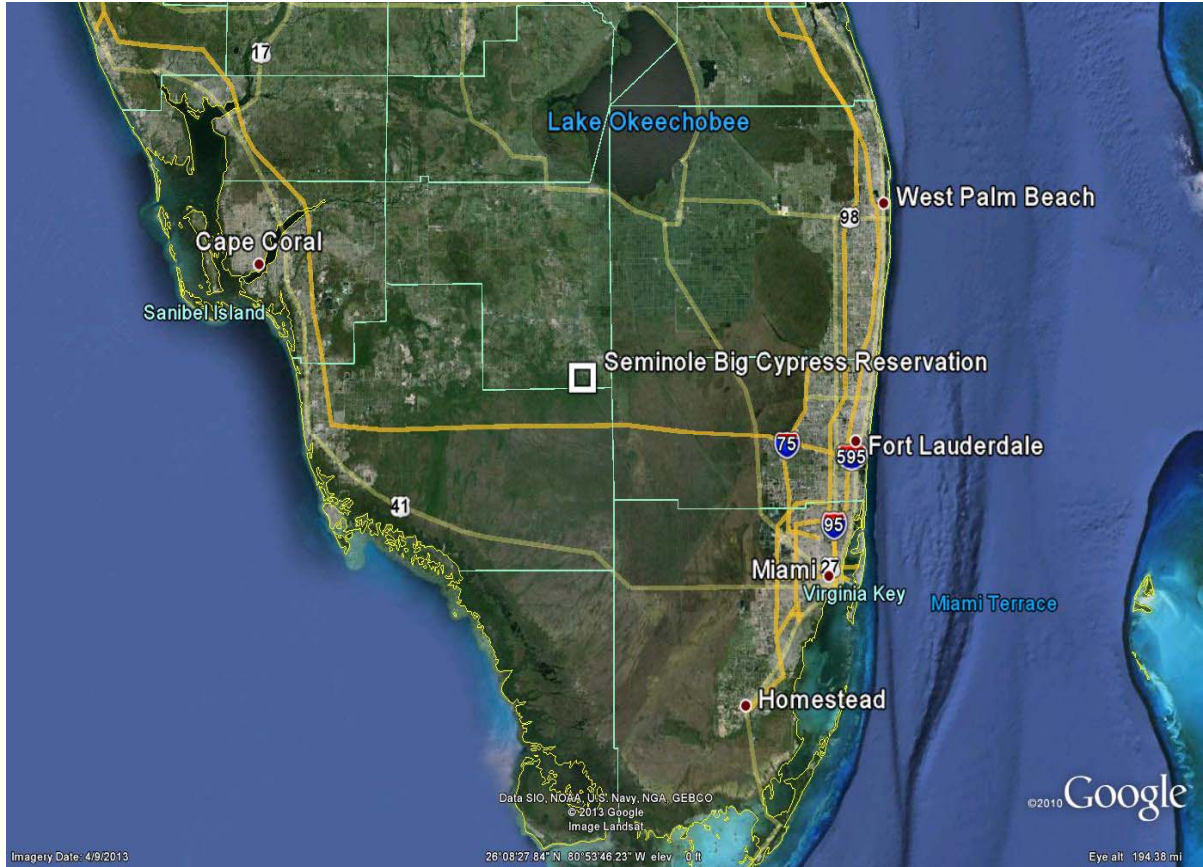 17
Lake Okeechobee
West Palm Beach
98
Cape Coral
Sanibel Island
Seminole Big Cypress Reservation
75
Fort Lauderdale
595
41
95
Miami
27
Virginia Key
Miami Terrace
Homestead
Data SIO, NOAA, U.S. Navy, NGA, GEBCO
© 2013 Google
Image Landsat
©2010 Google
Imagery Date: 4/9/2013
26°08'27.84" N 80°53'46.23" W elev 0 ft
Eye alt 194.38 mi